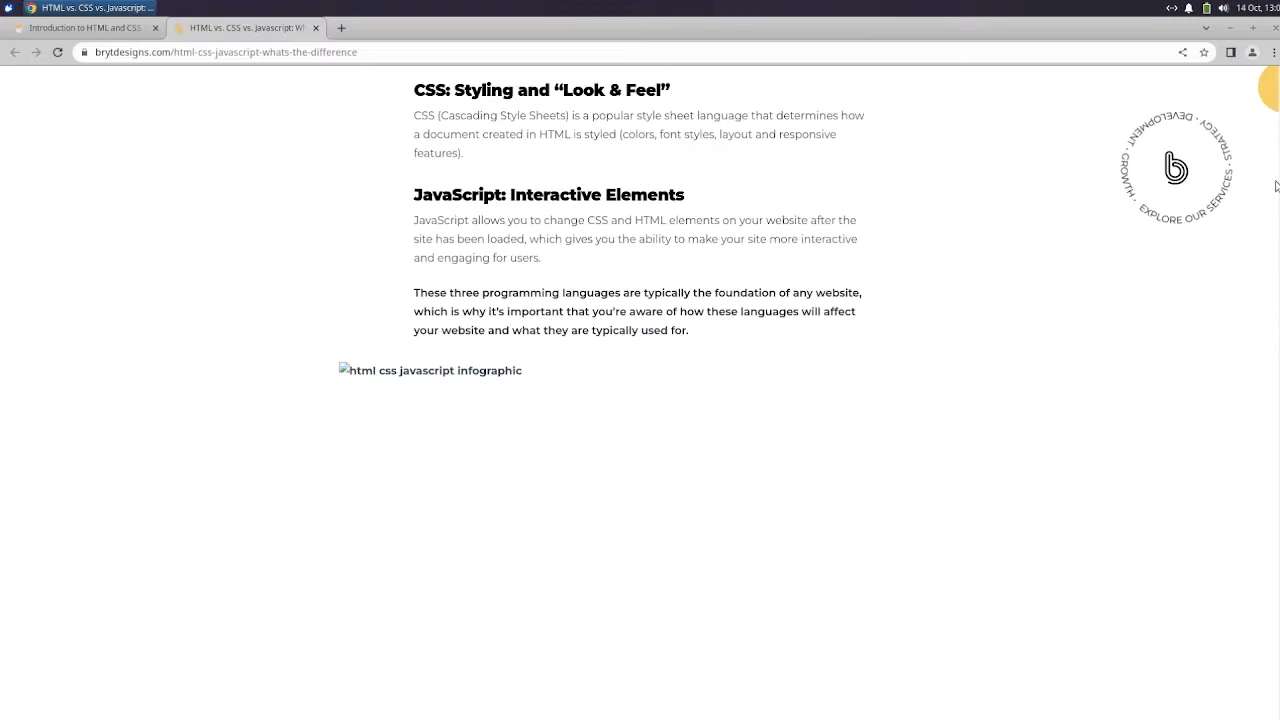 HTML vs. CSS vs. Javascript: ...
14 Oct, 13:0
Introduction to HTML and CSS
HTML vs. CSS vs. Javascript: W
brytdesigns.com/html-css-javascript-whats-the-difference
CSS: Styling and “Look & Feel”
CSS (Cascading Style Sheets) is a popular style sheet language that determines how
a document created in HTML is styled (colors, font styles, layout and responsive
features).
JavaScript: Interactive Elements
JavaScript allows you to change CSS and HTML elements on your website after the
site has been loaded, which gives you the ability to make your site more interactive
and engaging for users.
These three programming languages are typically the foundation of any website,
which is why it's important that you're aware of how these languages will affect
your website and what they are typically used for.
html css javascript infographic
STRATEGY · DEVELOPMENT · GROWTH · EXPLORE OUR SERVICES ·
b